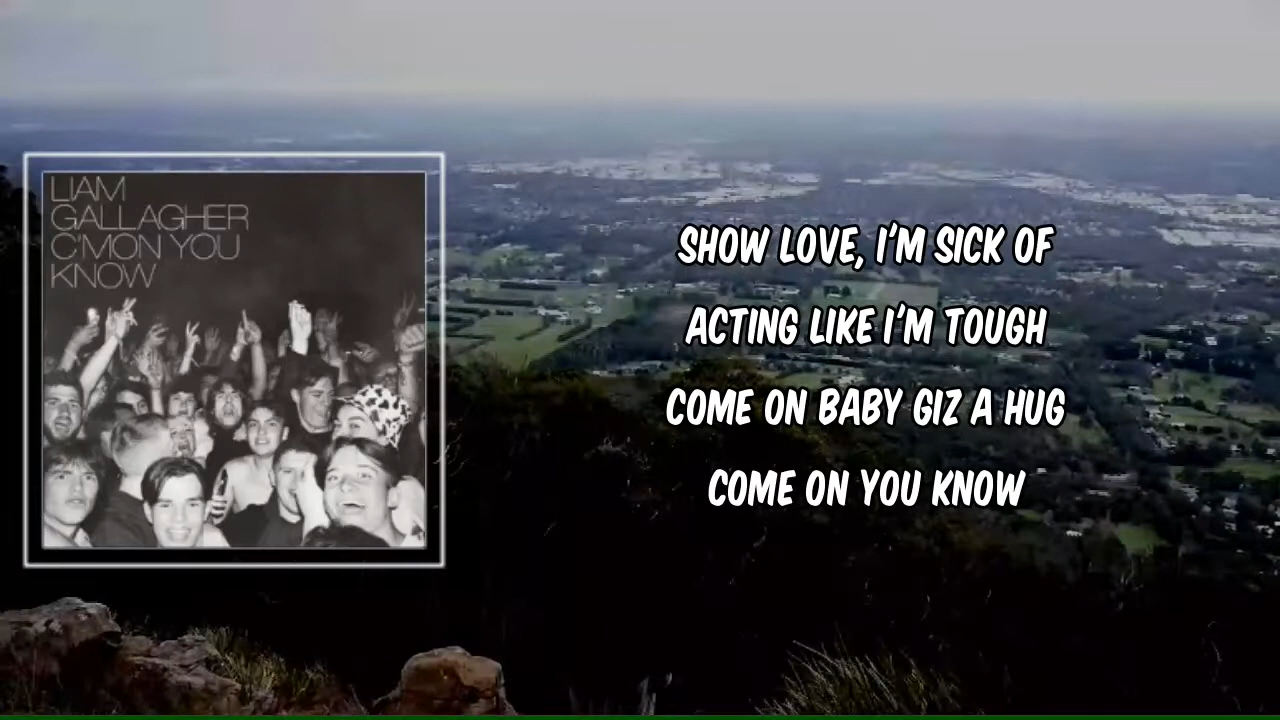 LIAM
GALLAGHER
C'MON YOU
KNOW
SHOW LOVE, I'M SICK OF
ACTING LIKE I'M TOUGH
COME ON BABY GIZ A HUG
COME ON YOU KNOW